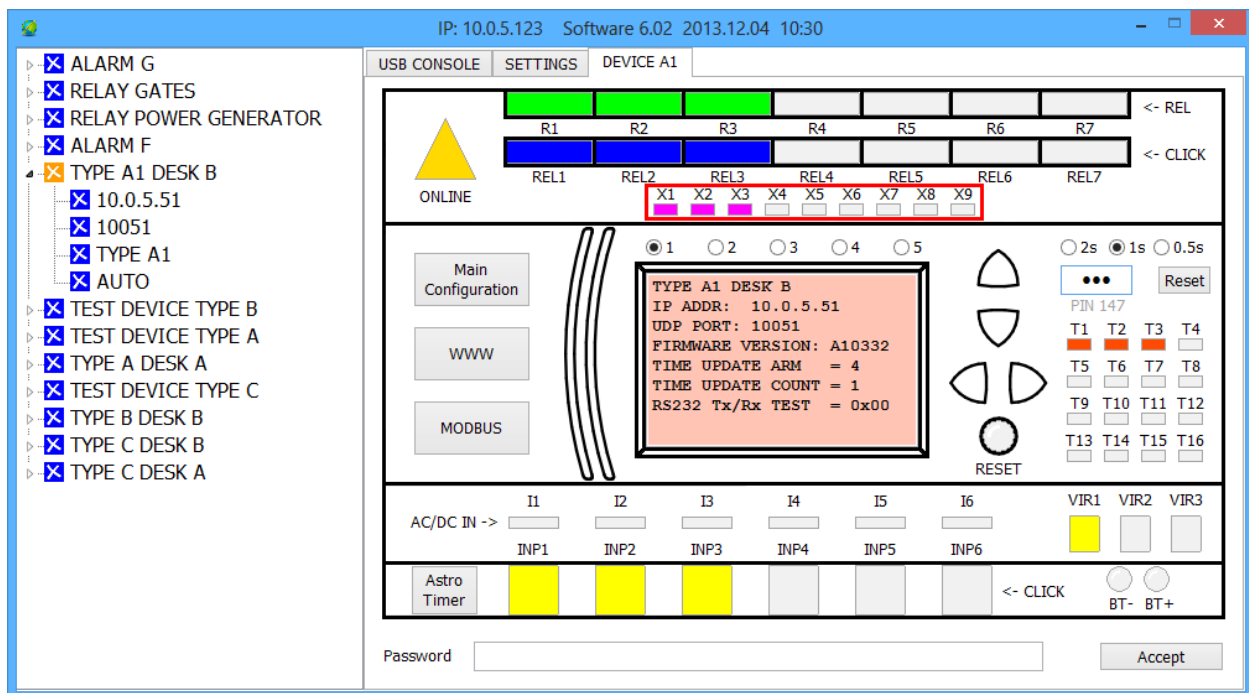 IP: 10.0.5.123 Software 6.02 2013.12.04 10:30
ALARM G
RELAY GATES
RELAY POWER GENERATOR
ALARM F
TYPE A1 DESK B
10.0.5.51
10051
TYPE A1
AUTO
TEST DEVICE TYPE B
TEST DEVICE TYPE A
TYPE A DESK A
TEST DEVICE TYPE C
TYPE B DESK B
TYPE C DESK B
TYPE C DESK A
USB CONSOLE SETTINGS DEVICE A1
<- REL
R1 R2 R3 R4 R5 R6 R7
<- CLICK
REL1 REL2 REL3 REL4 REL5 REL6 REL7
ONLINE
X1 X2 X3 X4 X5 X6 X7 X8 X9
Main
Configuration
WWW
MODBUS
1 2 3 4 5
TYPE A1 DESK B
IP ADDR: 10.0.5.51
UDP PORT: 10051
FIRMWARE VERSION: A10332
TIME UPDATE ARM = 4
TIME UPDATE COUNT = 1
RS232 Tx/Rx TEST = 0x00
RESET
2s 1s 0.5s
••• Reset
PIN 147
T1 T2 T3 T4
T5 T6 T7 T8
T9 T10 T11 T12
T13 T14 T15 T16
I1 I2 I3 I4 I5 I6 VIR1 VIR2 VIR3
AC/DC IN ->
INP1 INP2 INP3 INP4 INP5 INP6
Astro
Timer
<- CLICK
BT- BT+
Password Accept